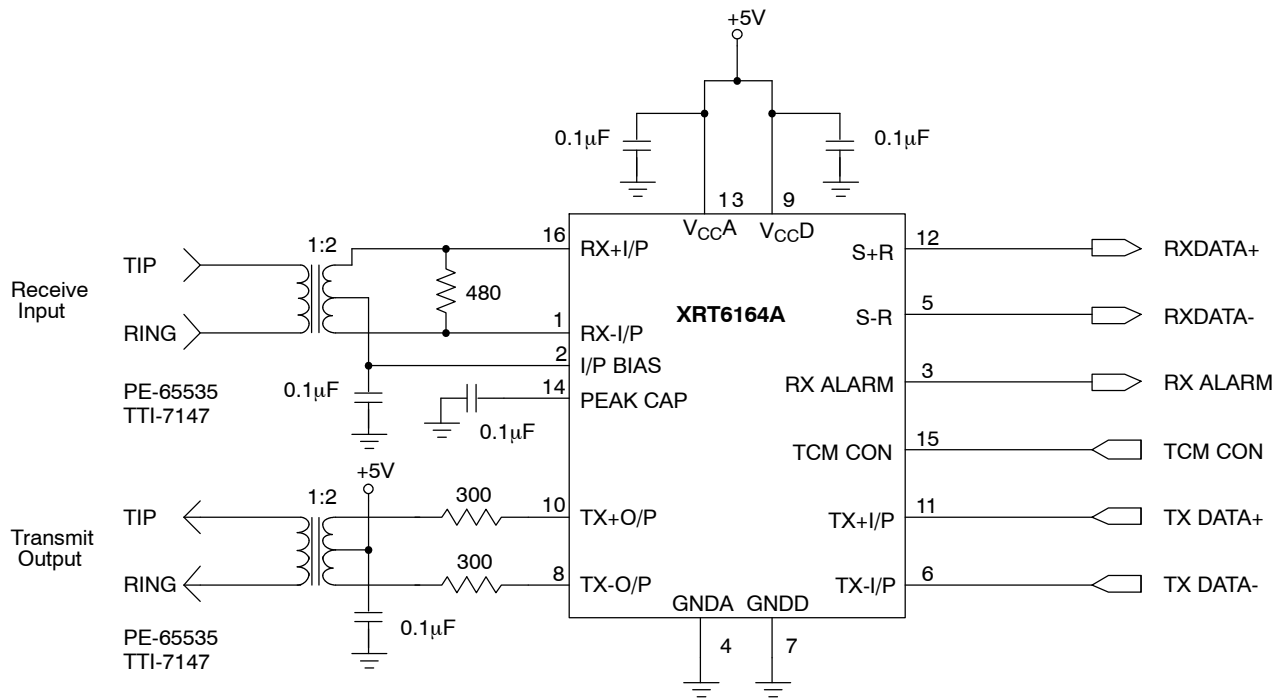 +5V
0.1µF
0.1µF
13
9
VCCA
VCCD
1:2
16
RX+I/P
S+R
12
RXDATA+
TIP
Receive
Input
480
XRT6164A
RING
1
RX-I/P
S-R
5
RXDATA-
2
I/P BIAS
PE-65535
TTI-7147
0.1µF
14
PEAK CAP
RX ALARM
3
RX ALARM
0.1µF
TCM CON
15
TCM CON
+5V
1:2
300
TIP
10
TX+O/P
TX+I/P
11
TX DATA+
Transmit
Output
300
RING
8
TX-O/P
TX-I/P
6
TX DATA-
GNDA
GNDD
0.1µF
PE-65535
TTI-7147
4
7